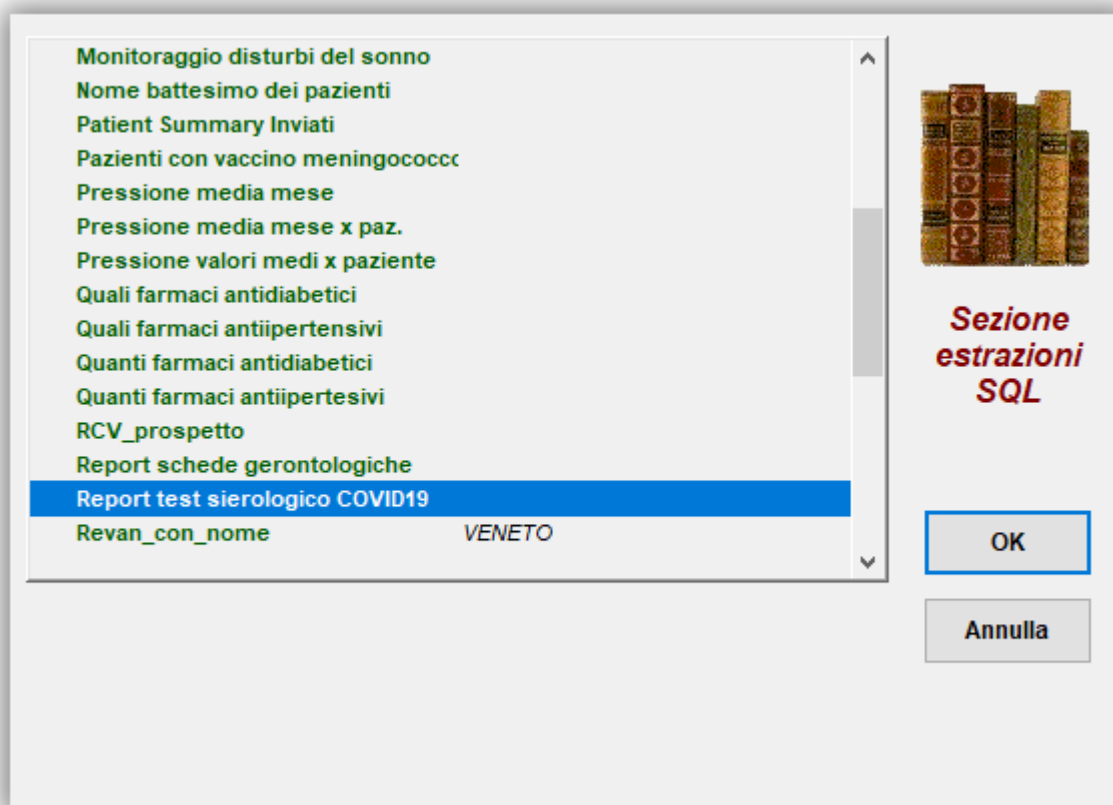 Monitoraggio disturbi del sonno
Nome battesimo dei pazienti
Patient Summary Inviati
Pazienti con vaccino meningococcc
Pressione media mese
Pressione media mese x paz.
Pressione valori medi x paziente
Quali farmaci antidiabetici
Quali farmaci antiipertensivi
Quanti farmaci antidiabetici
Quanti farmaci antiipertesivi
RCV_prospetto
Report schede gerontologiche
Report test sierologico COVID19
Revan_con_nome VENETO
Sezione
estrazioni
SQL
OK
Annulla